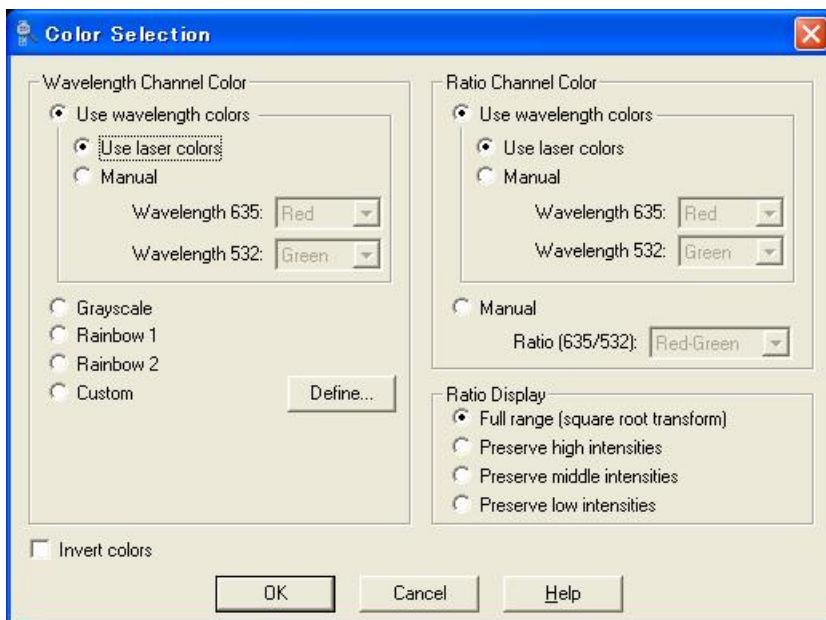 Color Selection
Wavelength Channel Color
Use wavelength colors
Use laser colors
Manual
Wavelength 635: Red
Wavelength 532: Green
Grayscale
Rainbow 1
Rainbow 2
Custom
Define...
Ratio Channel Color
Use wavelength colors
Use laser colors
Manual
Wavelength 635: Red
Wavelength 532: Green
Manual
Ratio (635/532): Red-Green
Ratio Display
Full range (square root transform)
Preserve high intensities
Preserve middle intensities
Preserve low intensities
Invert colors
OK Cancel Help